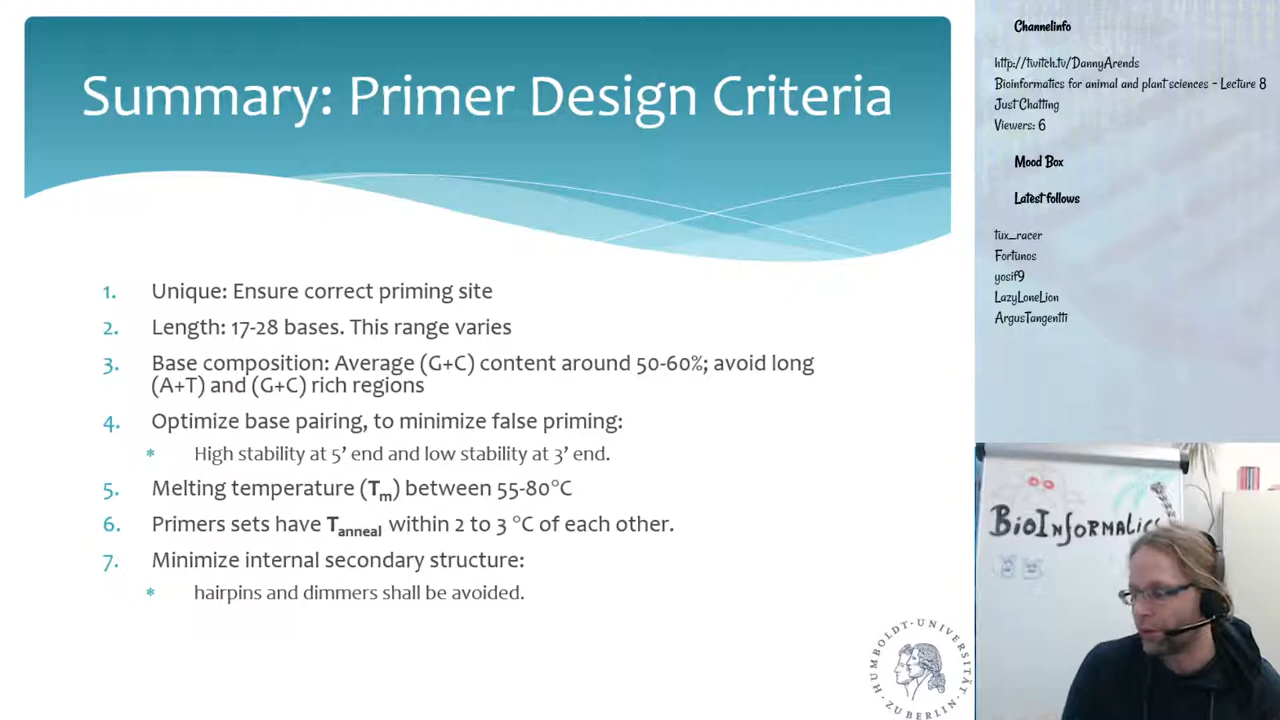 Summary: Primer Design Criteria
1. Unique: Ensure correct priming site
2. Length: 17-28 bases. This range varies
3. Base composition: Average (G+C) content around 50-60%; avoid long
(A+T) and (G+C) rich regions
4. Optimize base pairing, to minimize false priming:
* High stability at 5’ end and low stability at 3’ end.
5. Melting temperature (Tm) between 55-80°C
6. Primers sets have Tanneal within 2 to 3 °C of each other.
7. Minimize internal secondary structure:
* hairpins and dimmers shall be avoided.
HUMBOLDT-UNIVERSITÄT
ZU BERLIN
Channelinfo
http://twitch.tv/DannyArends
Bioinformatics for animal and plant sciences - Lecture 8
Just Chatting
Viewers: 6
Mood Box
Latest follows
tux_racer
Fortunos
yosif9
LazyLoneLion
ArgusTangentti
BioInformatics